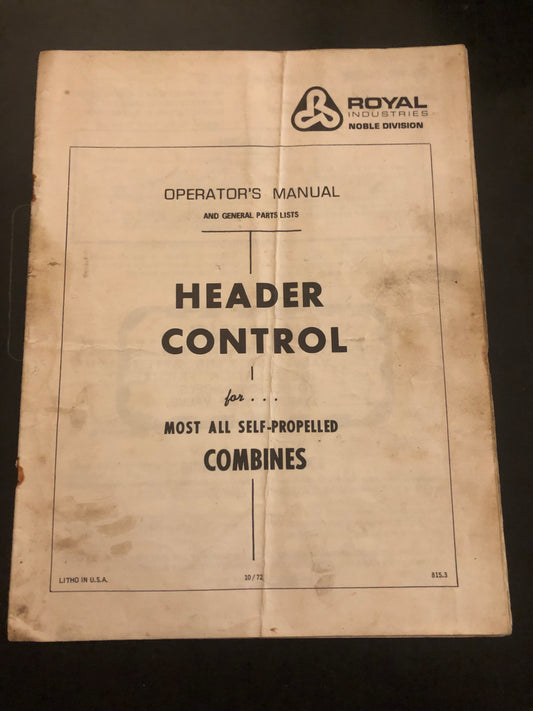 ROYAL
INDUSTRIES
NOBLE DIVISION
OPERATOR'S MANUAL
AND GENERAL PARTS LISTS
HEADER
CONTROL
for...
MOST ALL SELF-PROPELLED
COMBINES
LITHO IN U.S.A. 10/72 815.3